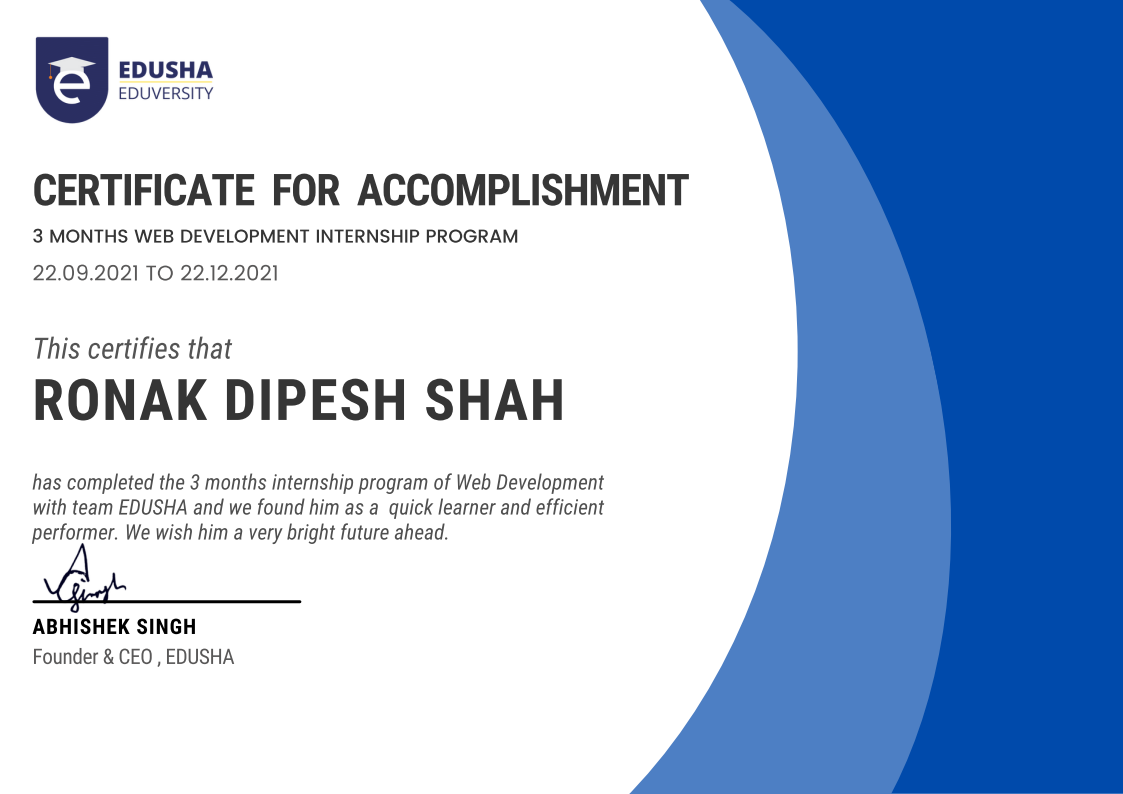 EDUSHA
EDUVERSITY
CERTIFICATE FOR ACCOMPLISHMENT
3 MONTHS WEB DEVELOPMENT INTERNSHIP PROGRAM
22.09.2021 TO 22.12.2021
This certifies that
RONAK DIPESH SHAH
has completed the 3 months internship program of Web Development
with team EDUSHA and we found him as a quick learner and efficient
performer. We wish him a very bright future ahead.
ABHISHEK SINGH
Founder & CEO , EDUSHA